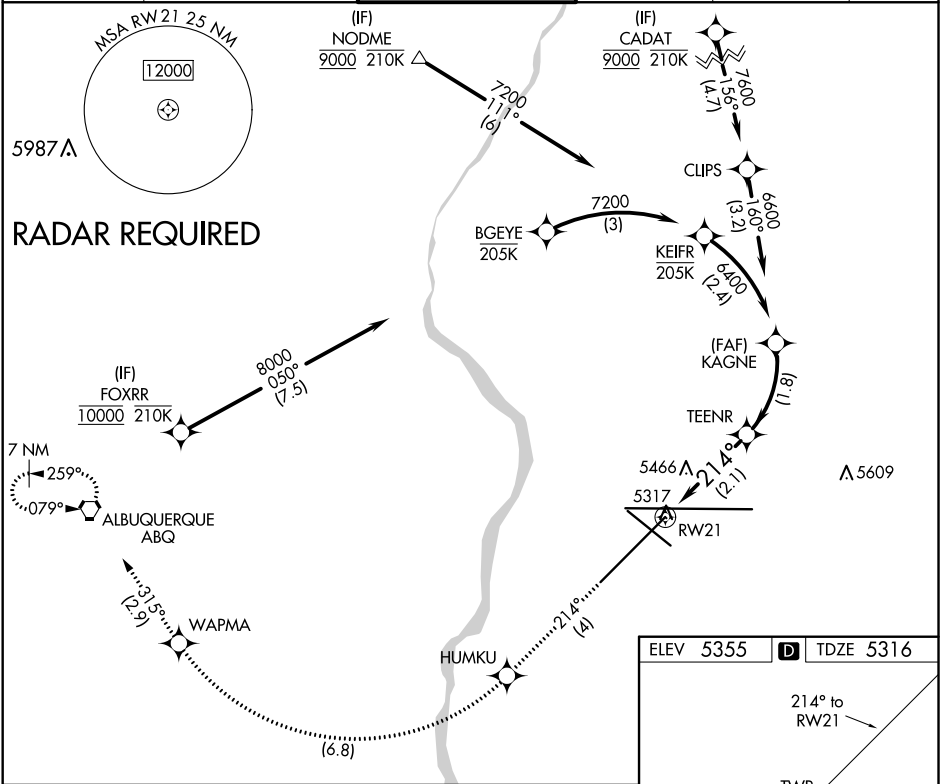 MSA RW 21 25 NM
12000
5987
RADAR REQUIRED
(IF)
NODME
9000 210K
7200
111°
(6)
(IF)
CADAT
9000 210K
7600
156°
(4.7)
CLIPS
6600
160°
(3.2)
BGEYE
205K
7200
(3)
KEIFR
205K
6400
(2.4)
(FAF)
KAGNE
(1.8)
TEENR
214°
(2.1)
5466
5609
5317
RW21
(IF)
FOXRR
10000 210K
8000
050°
(7.5)
7 NM
259°
079°
ALBUQUERQUE
ABQ
315°
(2.9)
WAPMA
(6.8)
HUMKU
214°
(4)
ELEV 5355 D TDZE 5316
214° to
RW21
TWR